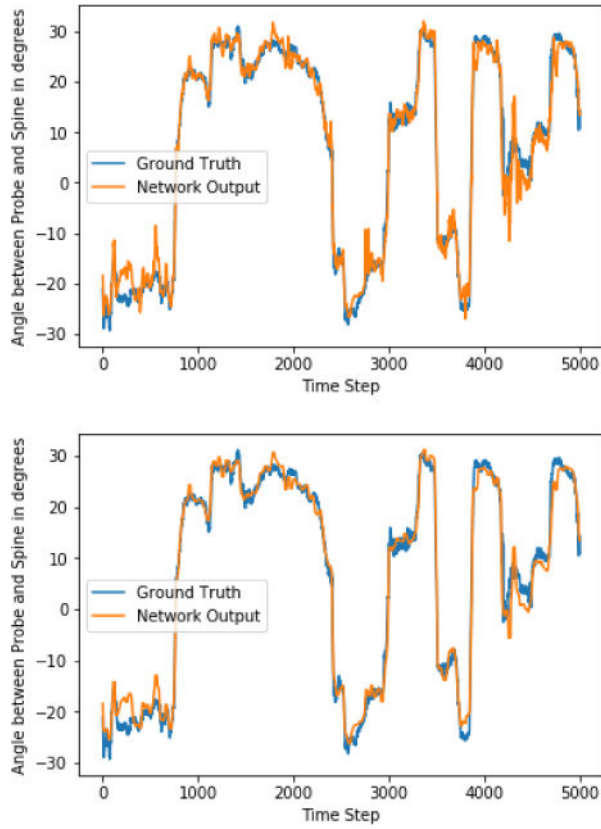 Angle between Probe and Spine in degrees
30
20
10
0
−10
−20
−30
Ground Truth
Network Output
0 1000 2000 3000 4000 5000
Time Step
Angle between Probe and Spine in degrees
30
20
10
0
−10
−20
−30
Ground Truth
Network Output
0 1000 2000 3000 4000 5000
Time Step